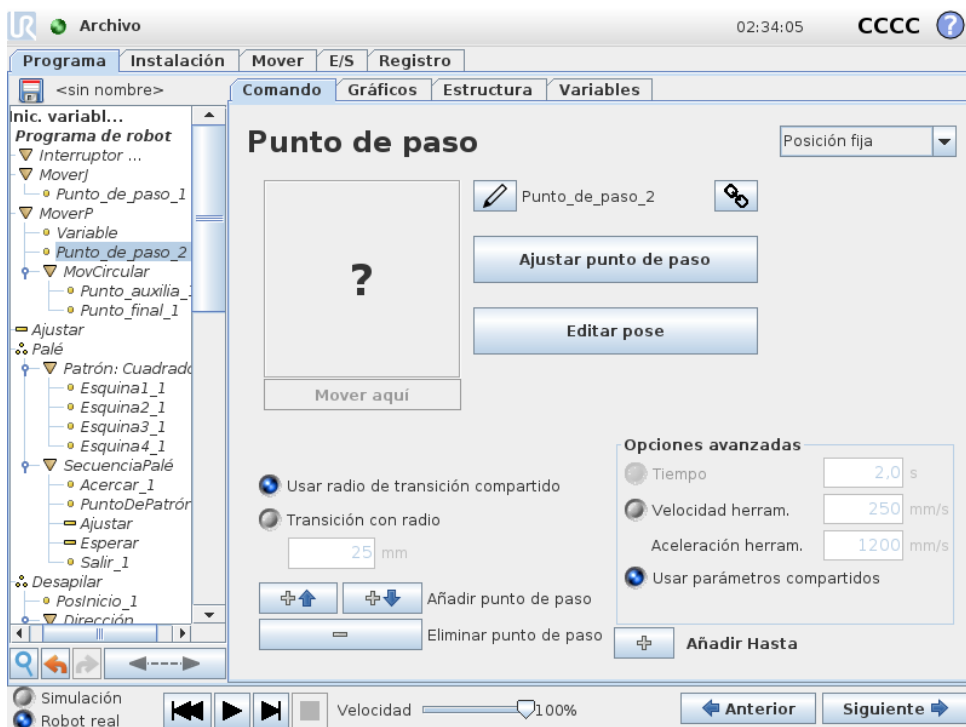 UR Archivo 02:34:05 CCCC ?
Programa Instalación Mover E/S Registro
<sin nombre> Comando Gráficos Estructura Variables
Inic. variabl...
Programa de robot
Interruptor ...
MoverJ
Punto_de_paso_1
MoverP
Variable
Punto_de_paso_2
MovCircular
Punto_auxilia_
Punto_final_1
Ajustar
Palé
Patrón: Cuadrado
Esquina1_1
Esquina2_1
Esquina3_1
Esquina4_1
SecuenciaPalé
Acercar_1
PuntoDePatrón
Ajustar
Esperar
Salir_1
Desapilar
PosInicio_1
Dirección
Punto de paso
Posición fija
?
Punto_de_paso_2
Ajustar punto de paso
Editar pose
Mover aquí
Usar radio de transición compartido
Transición con radio
25 mm
Añadir punto de paso
Eliminar punto de paso
Opciones avanzadas
Tiempo 2,0 s
Velocidad herram. 250 mm/s
Aceleración herram. 1200 mm/s
Usar parámetros compartidos
Añadir Hasta
Simulación
Robot real
Velocidad 100%
Anterior Siguiente